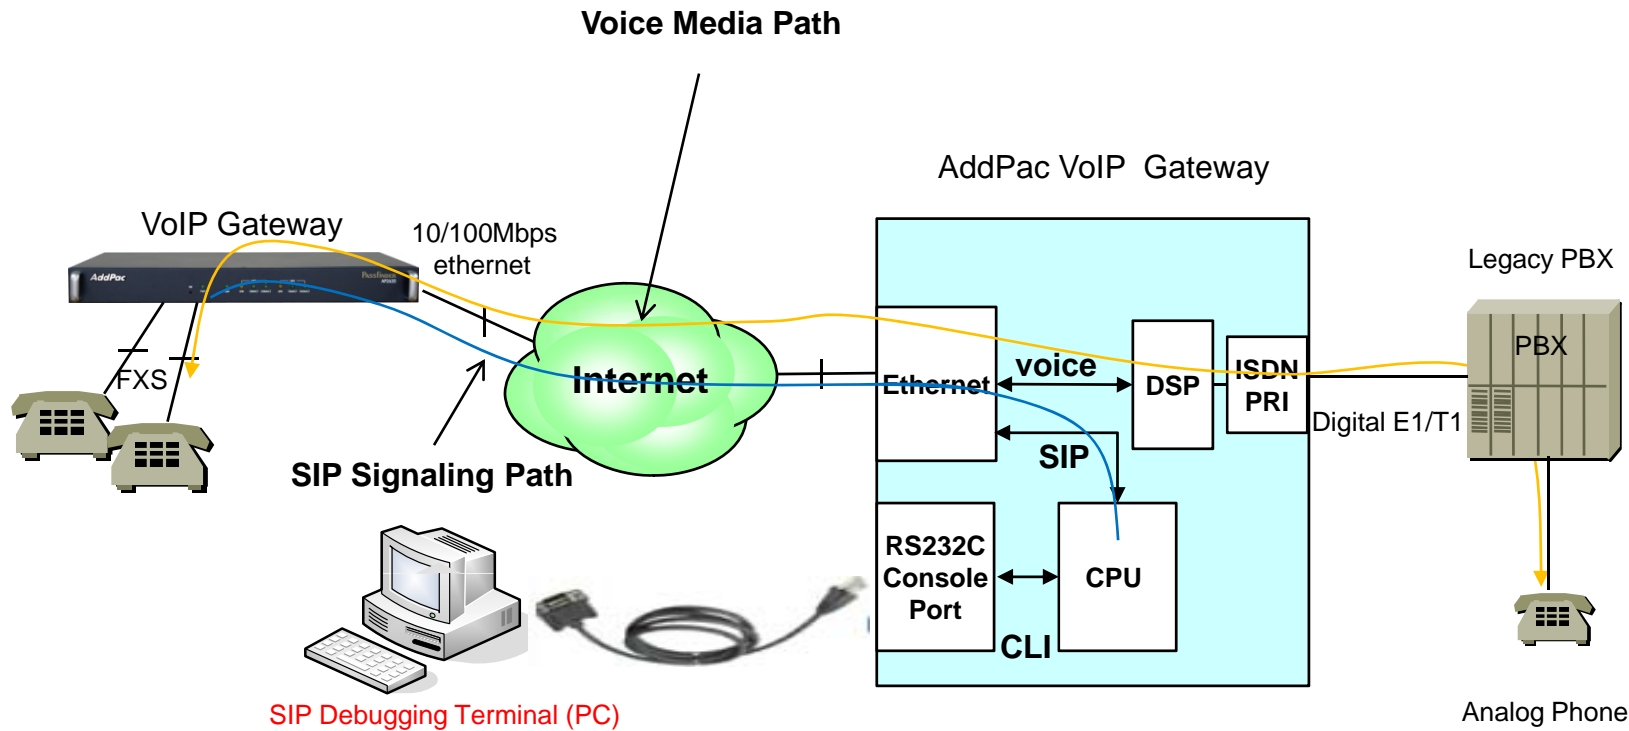 Voice Media Path
AddPac VoIP  Gateway
VoIP Gateway
10/100Mbps
ethernet
AddPac
Legacy PBX
PBX
FXS
Internet
Ethernet
voice
DSP
ISDN
PRI
Digital E1/T1
SIP
SIP Signaling Path
RS232C
Console
Port
CPU
CLI
SIP Debugging Terminal (PC)
Analog Phone